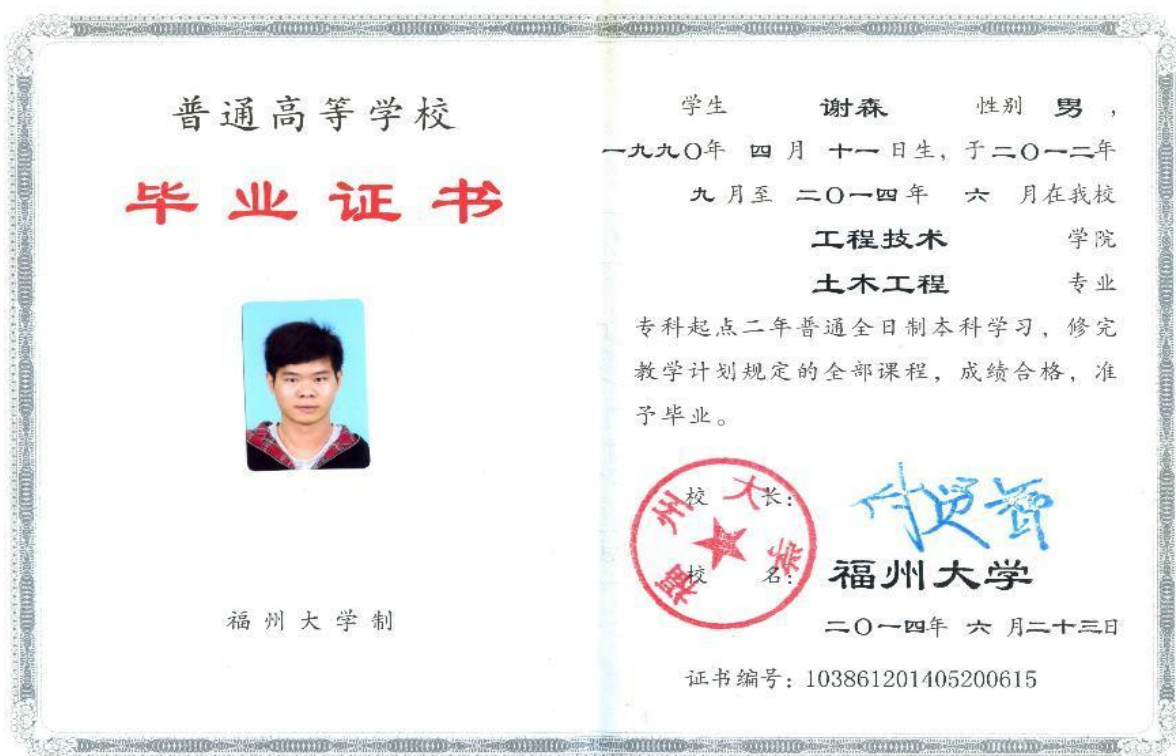 普通高等学校
毕业证书
福州大学制
学生 谢森 性别 男，
一九九〇年 四 月 十一 日生，于二〇一二年
九 月至 二〇一四年 六 月在我校
工程技术 学院
土木工程 专业
专科起点二年普通全日制本科学习，修完
教学计划规定的全部课程，成绩合格，准
予毕业。
校 长：
福州大学
校 名： 福州大学
二〇一四年 六 月二十三日
证书编号：103861201405200615